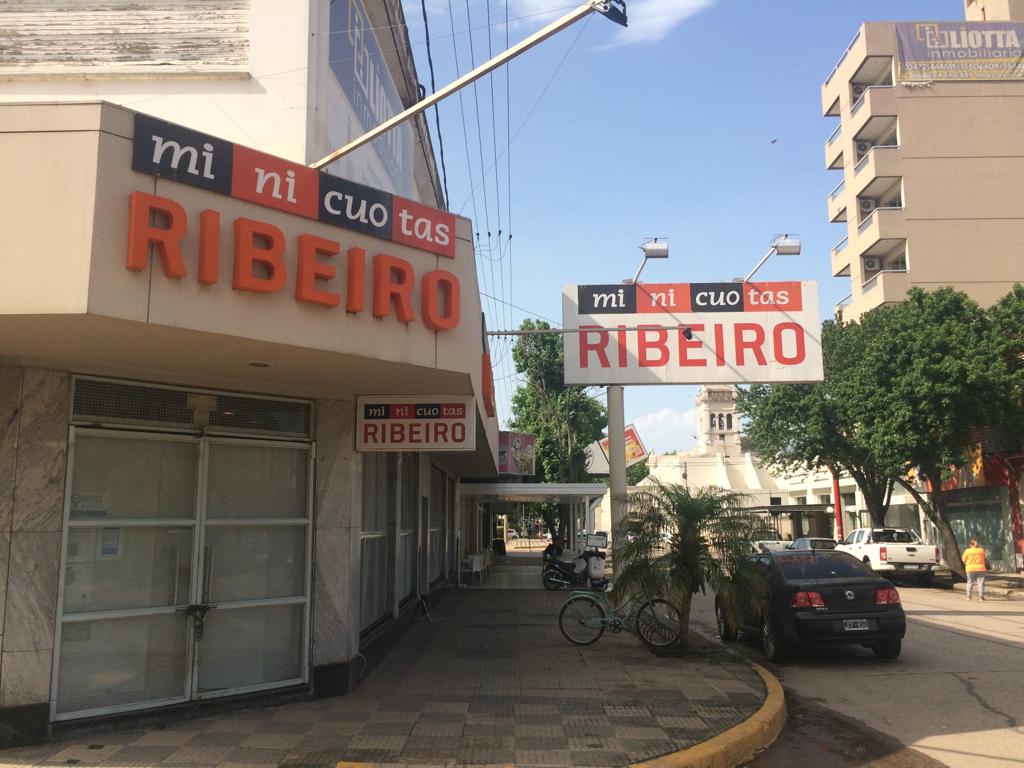 mi ni cuo tas
RIBEIRO
mi ni cuo tas
RIBEIRO
mi ni cuo tas
RIBEIRO
LIOTTA
inmobiliaria